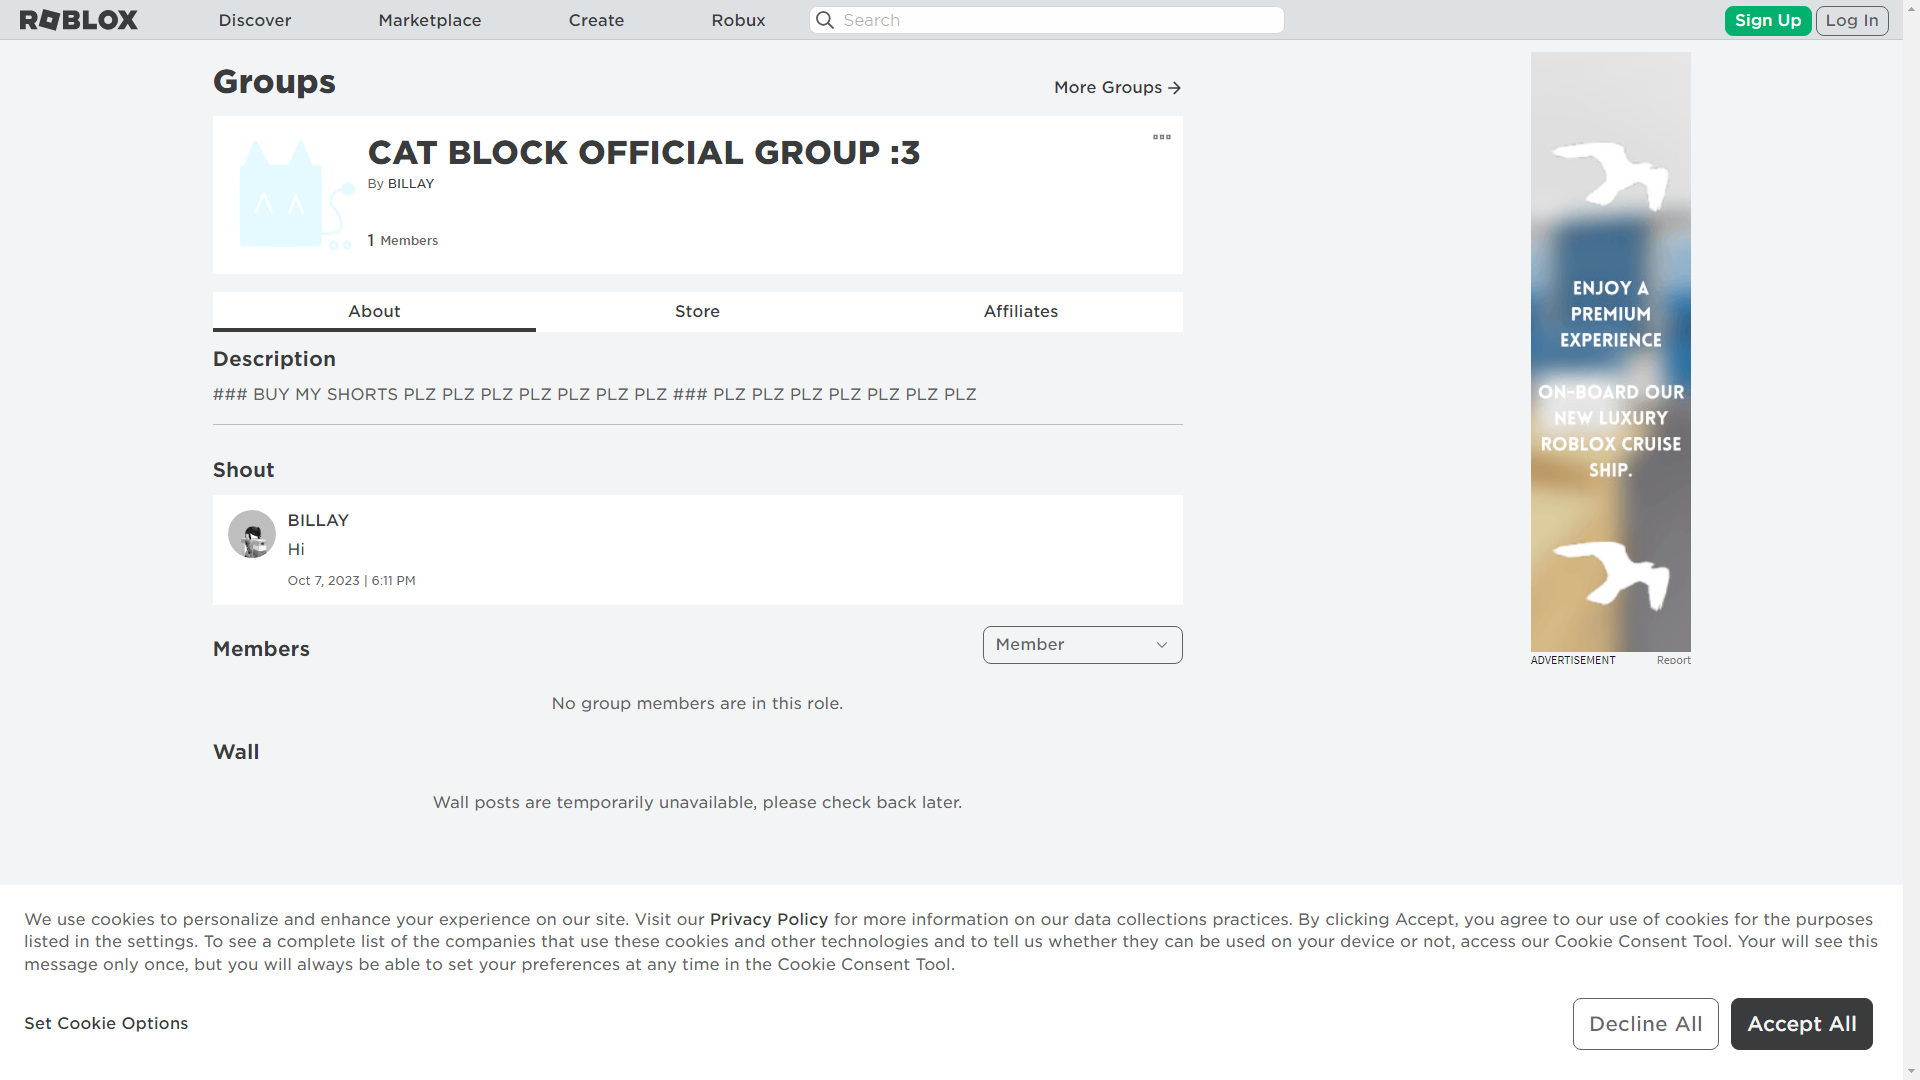 ROBLOX
Discover
Marketplace
Create
Robux
Search
Sign Up
Log In
Groups
More Groups
CAT BLOCK OFFICIAL GROUP :3
By BILLAY
1 Members
About
Store
Affiliates
Description
### BUY MY SHORTS PLZ PLZ PLZ PLZ PLZ PLZ PLZ ### PLZ PLZ PLZ PLZ PLZ PLZ PLZ
Shout
BILLAY
Hi
Oct 7, 2023 | 6:11 PM
Members
Member
No group members are in this role.
Wall
Wall posts are temporarily unavailable, please check back later.
ENJOY A
PREMIUM
EXPERIENCE
ON-BOARD OUR
NEW LUXURY
ROBLOX CRUISE
SHIP.
ADVERTISEMENT
Report
We use cookies to personalize and enhance your experience on our site. Visit our Privacy Policy for more information on our data collections practices. By clicking Accept, you agree to our use of cookies for the purposes
listed in the settings. To see a complete list of the companies that use these cookies and other technologies and to tell us whether they can be used on your device or not, access our Cookie Consent Tool. Your will see this
message only once, but you will always be able to set your preferences at any time in the Cookie Consent Tool.
Set Cookie Options
Decline All
Accept All